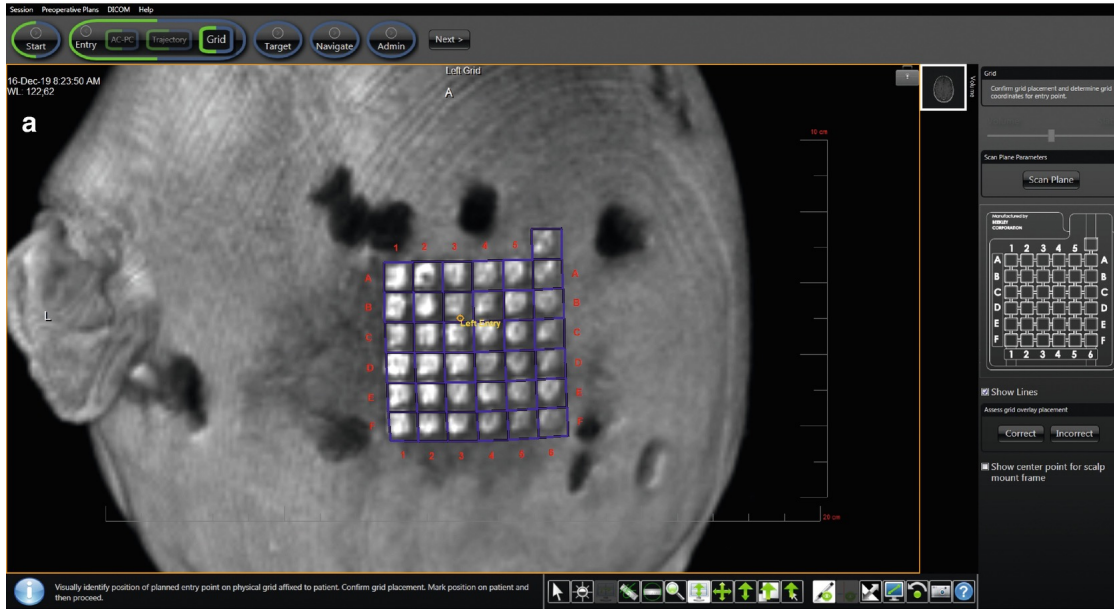 Session Preoperative Plans DICOM Help
Start Entry AC-PC Trajectory Grid Target Navigate Admin Next >
16-Dec-19 8:23:50 AM
WL: 122;62
Left Grid
A
a
L
1 2 3 4 5
A A
B B
C C
D D
E E
F F
1 2 3 4 5 6
Left Entry
10 cm
20 cm
Volume
Grid
Confirm grid placement and determine grid
coordinates for entry point.
Scan Plane Parameters
Scan Plane
Manufactured by
BEEKLEY
CORPORATION
1 2 3 4 5
A A
B B
C C
D D
E E
F F
1 2 3 4 5 6
Show Lines
Assess grid overlay placement
Correct Incorrect
Show center point for scalp
mount frame
Visually identify position of planned entry point on physical grid affixed to patient. Confirm grid placement. Mark position on patient and
then proceed.